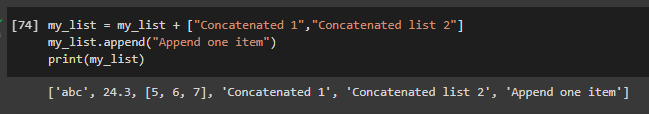 [74] my_list = my_list + ["Concatenated 1","Concatenated list 2"]
my_list.append("Append one item")
print(my_list)
['abc', 24.3, [5, 6, 7], 'Concatenated 1', 'Concatenated list 2', 'Append one item']